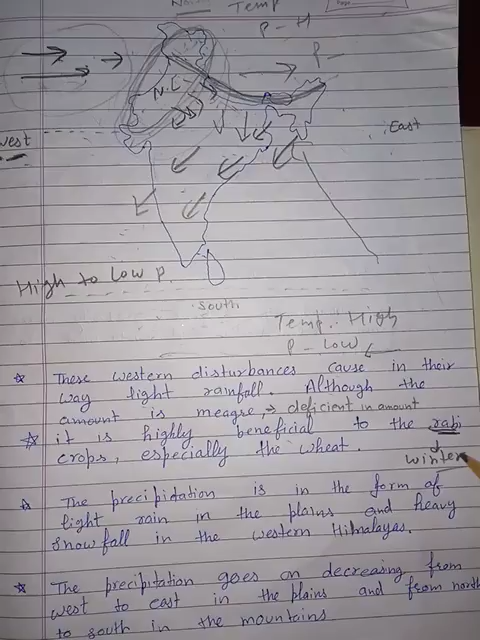 Temp
P - H
P -
N.E
West
East
High to Low P.
South
Temp: High
P - Low
☆ These western disturbances cause in their
way light rainfall. Although the
amount is meagre, → deficient in amount
☆ it is highly beneficial to the rabi
crops, especially the wheat.
winter
☆ The precipidation is in the form of
light rain in the plains and heavy
snowfall in the western Himalayas.
☆ The precipitation goes on decreasing from
west to east in the plains and from north
to south in the mountains